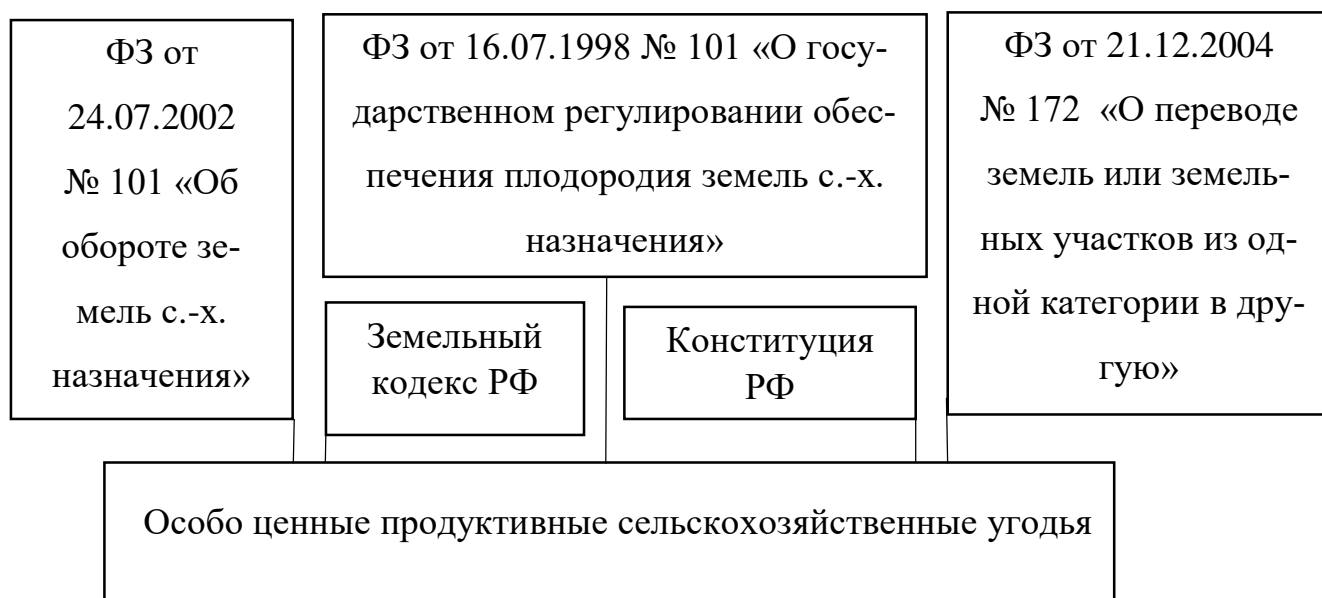 ФЗ от
24.07.2002
№ 101 «Об
обороте зе-
мель с.-х.
назначения»
ФЗ от 16.07.1998 № 101 «О госу-
дарственном регулировании обес-
печения плодородия земель с.-х.
назначения»
ФЗ от 21.12.2004
№ 172 «О переводе
земель или земель-
ных участков из од-
ной категории в дру-
гую»
Земельный
кодекс РФ
Конституция
РФ
Особо ценные продуктивные сельскохозяйственные угодья